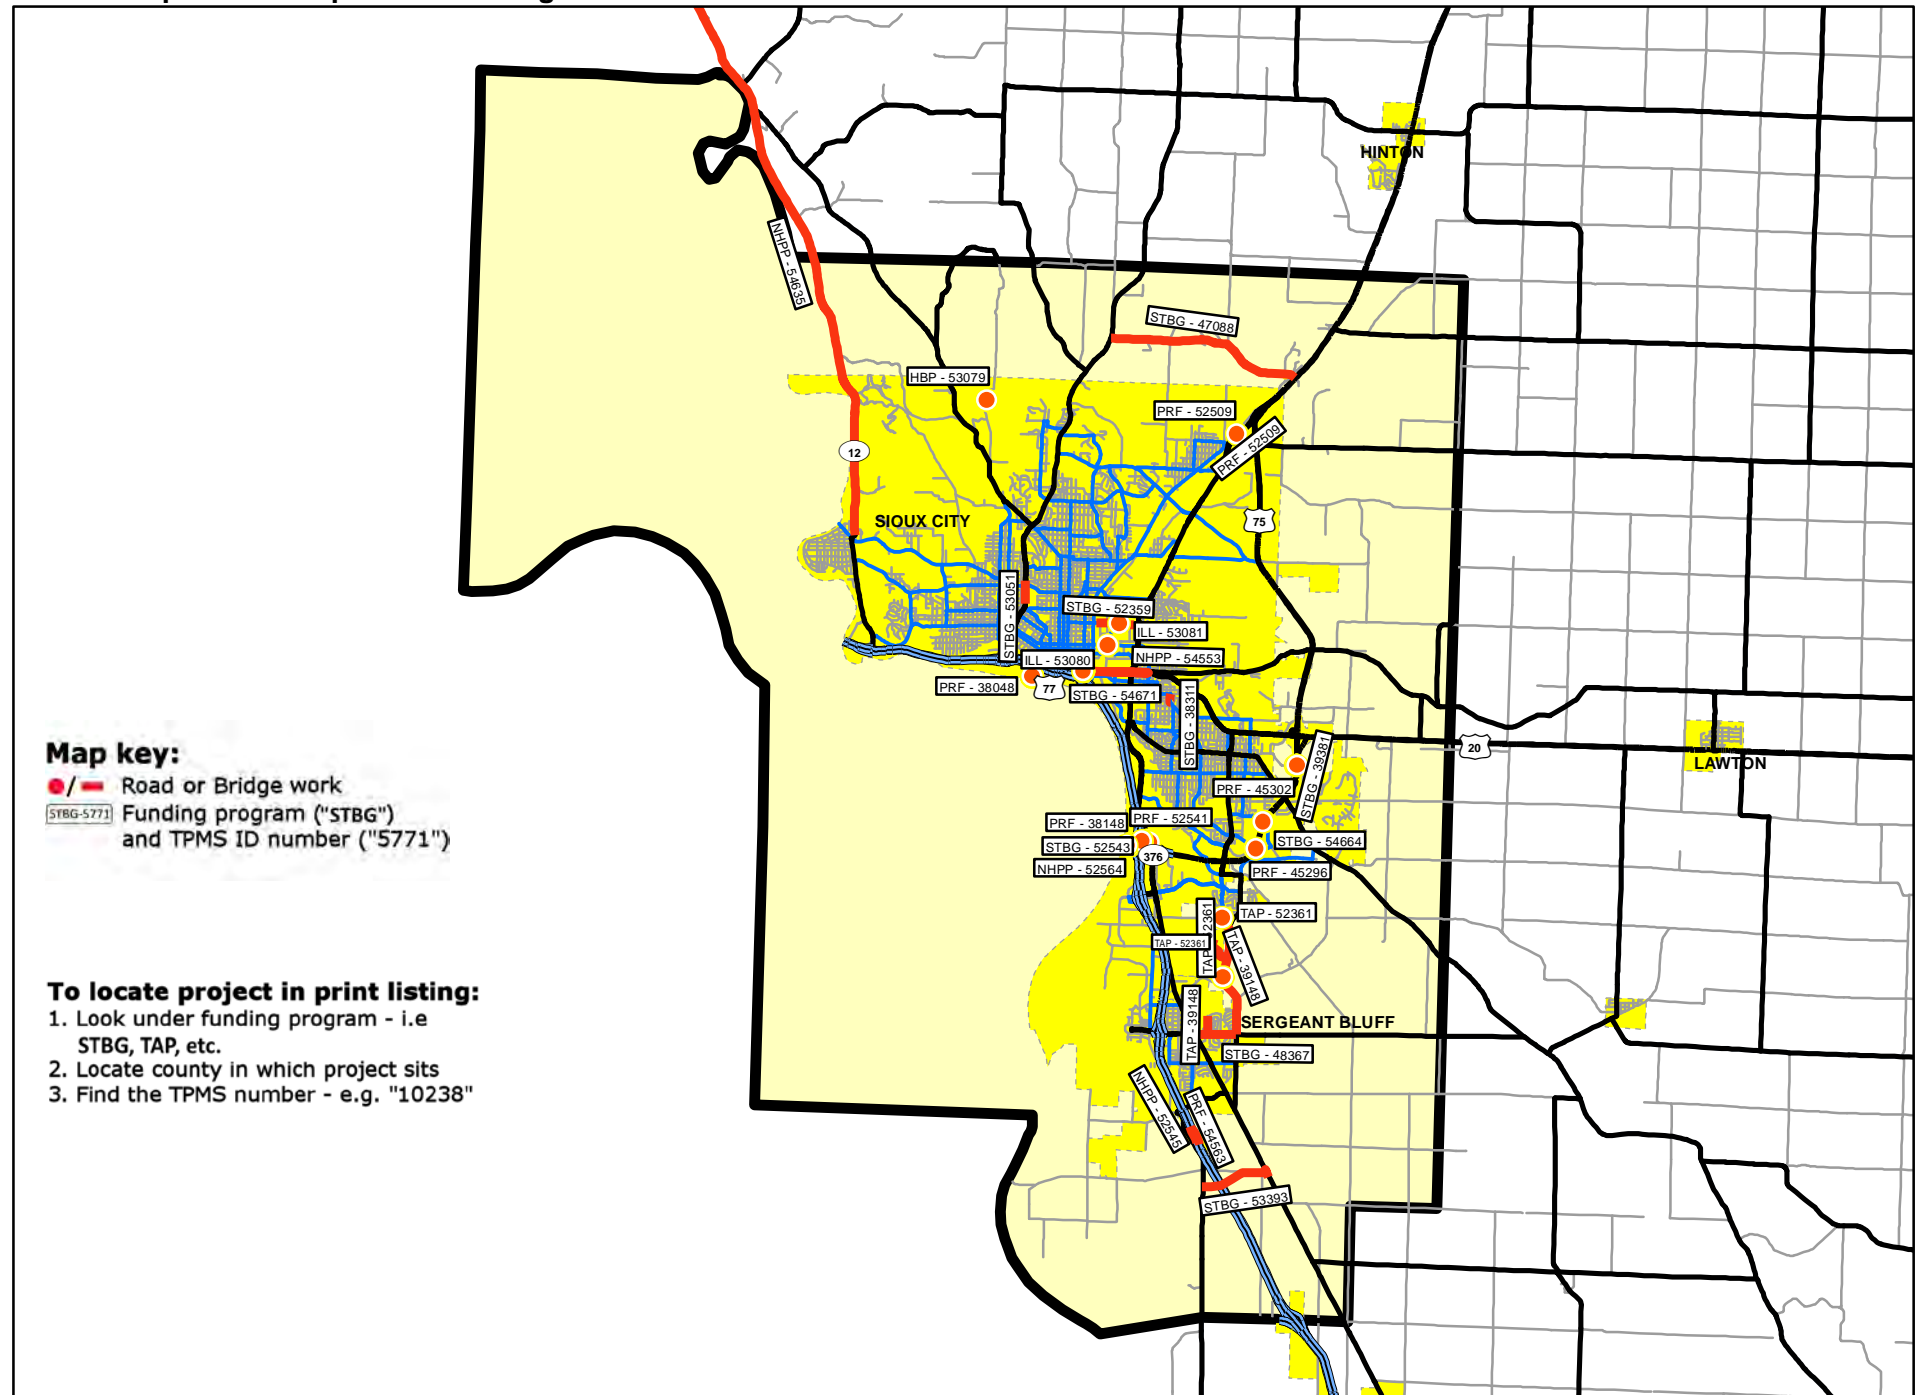 HINTON
NHPP - 54635
STBG - 47088
HBP - 53079
PRF - 52509
PRF - 52509
12
SIOUX CITY
75
STBG - 53051
STBG - 52359
ILL - 53081
ILL - 53080
NHPP - 54553
PRF - 38048
77
STBG - 54671
STBG - 38311
20
LAWTON
STBG - 39381
PRF - 45302
PRF - 38148
PRF - 52541
STBG - 52543
376
STBG - 54664
NHPP - 52564
PRF - 45296
TAP - 52361
TAP - 52361
TAP - 39148
TAP - 39148
SERGEANT BLUFF
STBG - 48367
NHPP - 52545
PRF - 54563
STBG - 53393
Map key:
Road or Bridge work
STBG-5771
Funding program ("STBG")
and TPMS ID number ("5771")
To locate project in print listing:
1. Look under funding program - i.e
STBG, TAP, etc.
2. Locate county in which project sits
3. Find the TPMS number - e.g. "10238"